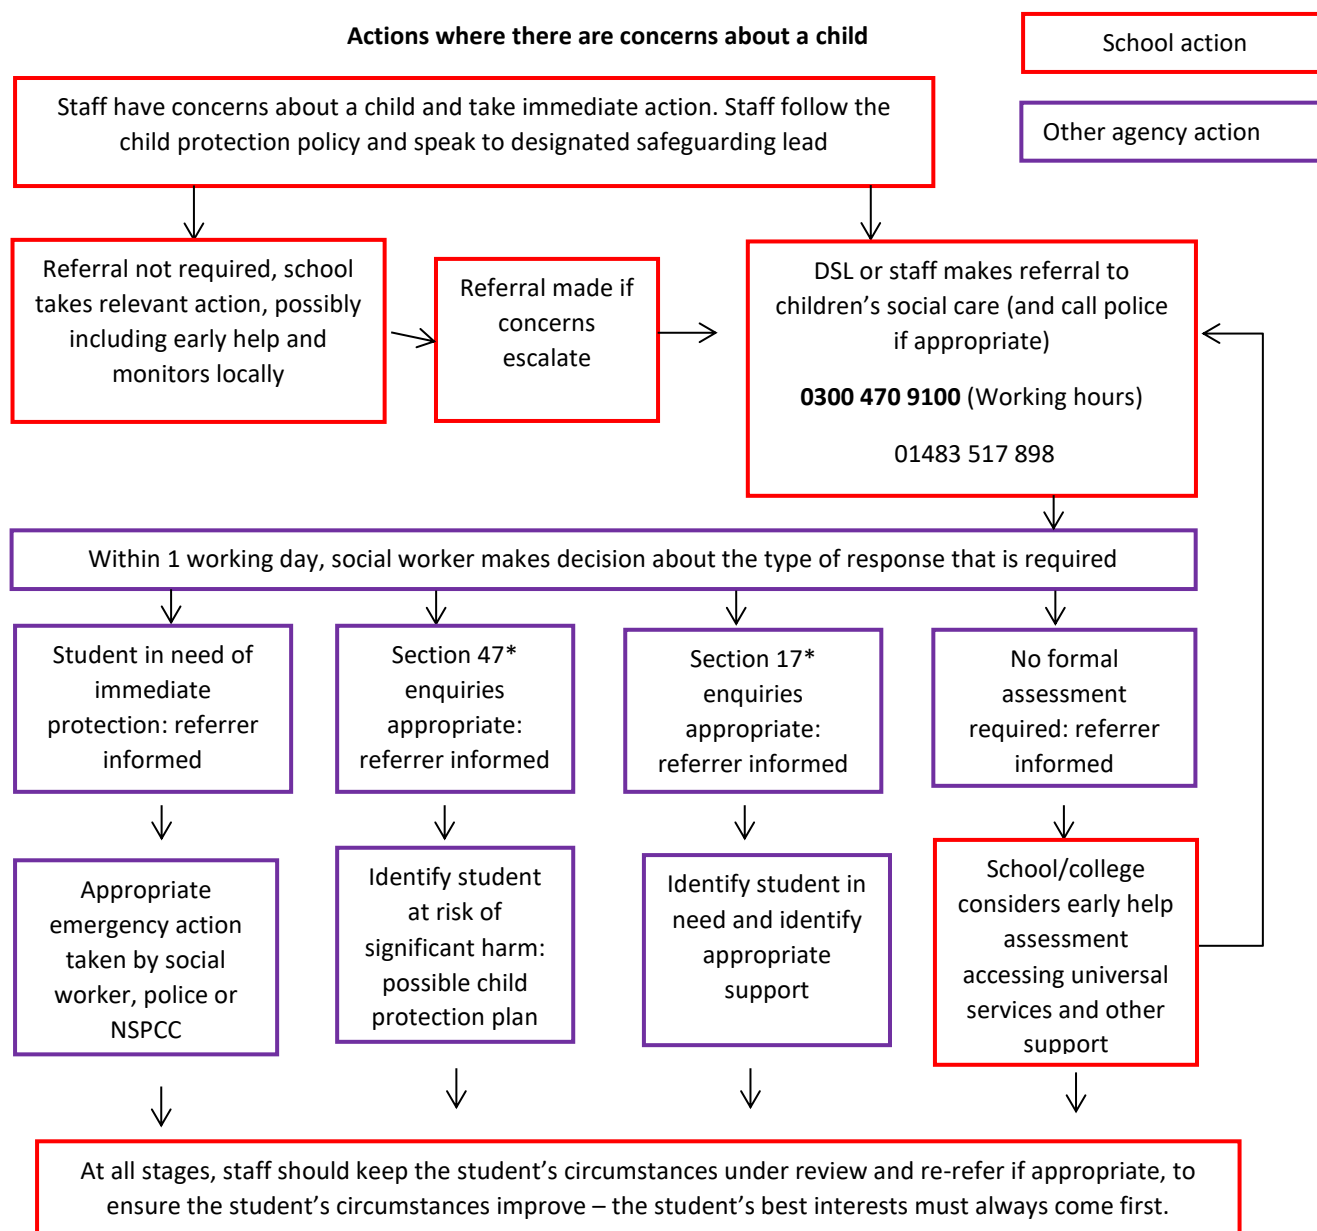 Actions where there are concerns about a child
School action
Other agency action
Staff have concerns about a child and take immediate action. Staff follow the
child protection policy and speak to designated safeguarding lead
Referral not required, school
takes relevant action, possibly
including early help and
monitors locally
Referral made if
concerns
escalate
DSL or staff makes referral to
children’s social care (and call police
if appropriate)
0300 470 9100 (Working hours)
01483 517 898
Within 1 working day, social worker makes decision about the type of response that is required
Student in need of
immediate
protection: referrer
informed
Section 47*
enquiries
appropriate:
referrer informed
Section 17*
enquiries
appropriate:
referrer informed
No formal
assessment
required: referrer
informed
Appropriate
emergency action
taken by social
worker, police or
NSPCC
Identify student
at risk of
significant harm:
possible child
protection plan
Identify student in
need and identify
appropriate
support
School/college
considers early help
assessment
accessing universal
services and other
support
At all stages, staff should keep the student’s circumstances under review and re-refer if appropriate, to
ensure the student’s circumstances improve – the student’s best interests must always come first.